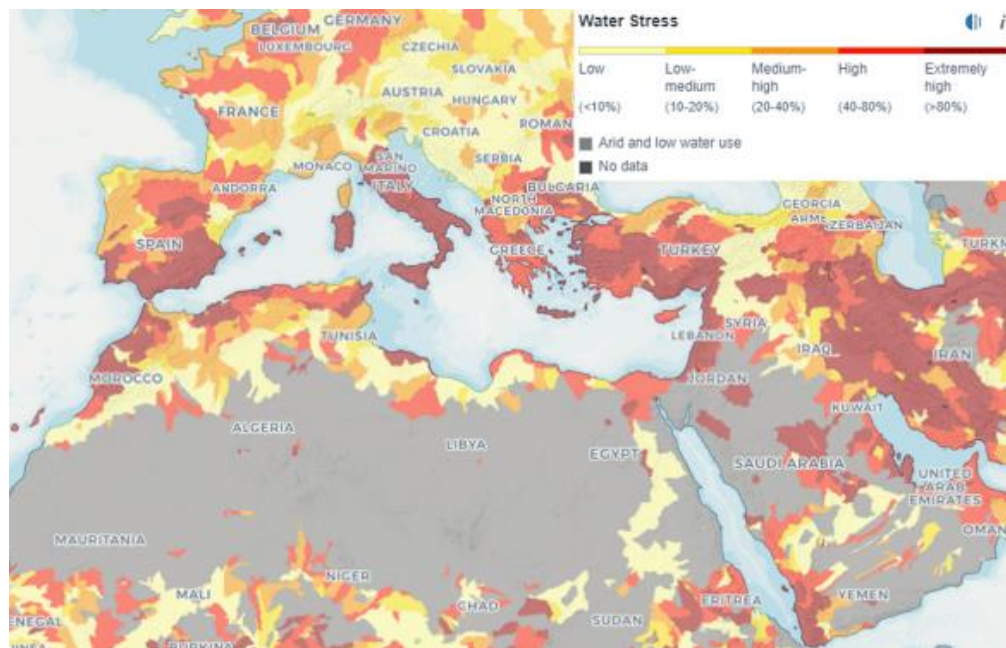 Water Stress
Low
Low-
medium
Medium-
high
High
Extremely
high
(<10%)
(10-20%)
(20-40%)
(40-80%)
(>80%)
Arid and low water use
No data
BELGIUM
GERMANY
LUXEMBOURG
CZECHIA
SLOVAKIA
AUSTRIA
HUNGARY
FRANCE
CROATIA
ROMAN
SERBIA
MONACO
SAN
MARINO
ITALY
ANDORRA
BULGARIA
NORTH
MACEDONIA
GEORGIA
ARME
ZERBAIJAN
SPAIN
GREECE
TURKEY
TURKM
TUNISIA
LEBANON
SYRIA
IRAQ
IRAN
MOROCCO
JORDAN
KUWAIT
ALGERIA
LIBYA
EGYPT
SAUDI ARABIA
UNITED
ARAB
EMIRATES
OMAN
MAURITANIA
NIGER
MALI
CHAD
ERITREA
YEMEN
ENEGAL
SUDAN
BURKINA